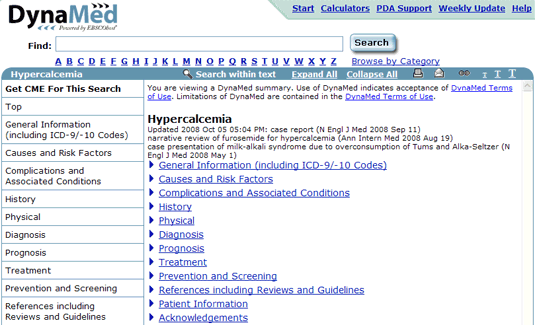 DynaMed
Powered by EBSCOhost
Start Calculators PDA Support Weekly Update Help
Find: Search
A B C D E F G H I J K L M N O P Q R S T U V W X Y Z Browse by Category
Hypercalcemia Search within text Expand All Collapse All T T T
Get CME For This Search
Top
General Information
(including ICD-9/-10 Codes)
Causes and Risk Factors
Complications and
Associated Conditions
History
Physical
Diagnosis
Prognosis
Treatment
Prevention and Screening
References including
Reviews and Guidelines
You are viewing a DynaMed summary. Use of DynaMed indicates acceptance of DynaMed Terms
of Use. Limitations of DynaMed are contained in the DynaMed Terms of Use.
Hypercalcemia
Updated 2008 Oct 05 05:04 PM: case report (N Engl J Med 2008 Sep 11)
narrative review of furosemide for hypercalcemia (Ann Intern Med 2008 Aug 19)
case presentation of milk-alkali syndrome due to overconsumption of Tums and Alka-Seltzer (N
Engl J Med 2008 May 1)
General Information (including ICD-9/-10 Codes)
Causes and Risk Factors
Complications and Associated Conditions
History
Physical
Diagnosis
Prognosis
Treatment
Prevention and Screening
References including Reviews and Guidelines
Patient Information
Acknowledgements